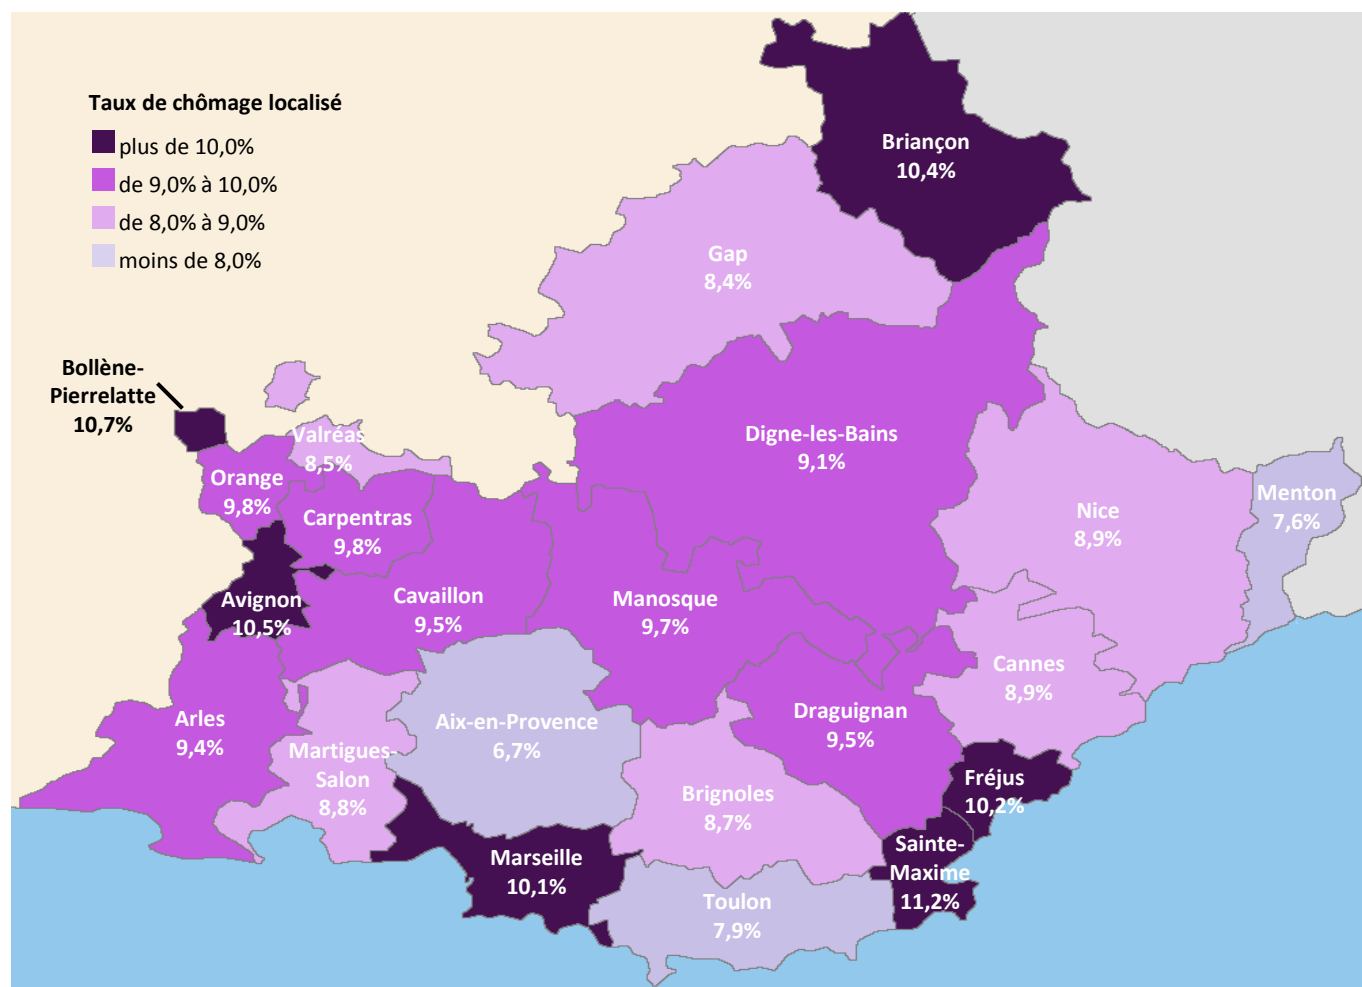 Taux de chômage localisé
plus de 10,0%
de 9,0% à 10,0%
de 8,0% à 9,0%
moins de 8,0%
Briançon
10,4%
Gap
8,4%
Bollène-
Pierrelatte
10,7%
Valréas
8,5%
Orange
9,8%
Carpentras
9,8%
Digne-les-Bains
9,1%
Menton
7,6%
Nice
8,9%
Avignon
10,5%
Cavaillon
9,5%
Manosque
9,7%
Cannes
8,9%
Arles
9,4%
Aix-en-Provence
6,7%
Draguignan
9,5%
Martigues-
Salon
8,8%
Brignoles
8,7%
Fréjus
10,2%
Sainte-
Maxime
11,2%
Marseille
10,1%
Toulon
7,9%